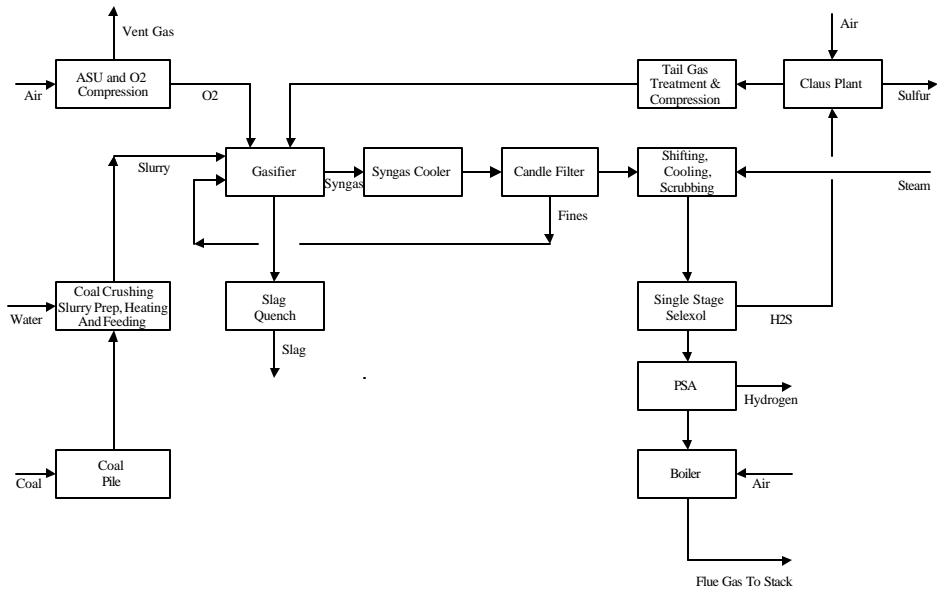 Vent Gas
Air
ASU and O2
Compression
Air
O2
Tail Gas
Treatment &
Compression
Claus Plant
Sulfur
Slurry
Gasifier
Syngas
Syngas Cooler
Candle Filter
Shifting,
Cooling,
Scrubbing
Steam
Fines
Coal Crushing
Slurry Prep, Heating
And Feeding
Water
Slag
Quench
Single Stage
Selexol
H2S
Slag
PSA
Hydrogen
Coal
Pile
Coal
Boiler
Air
Flue Gas To Stack